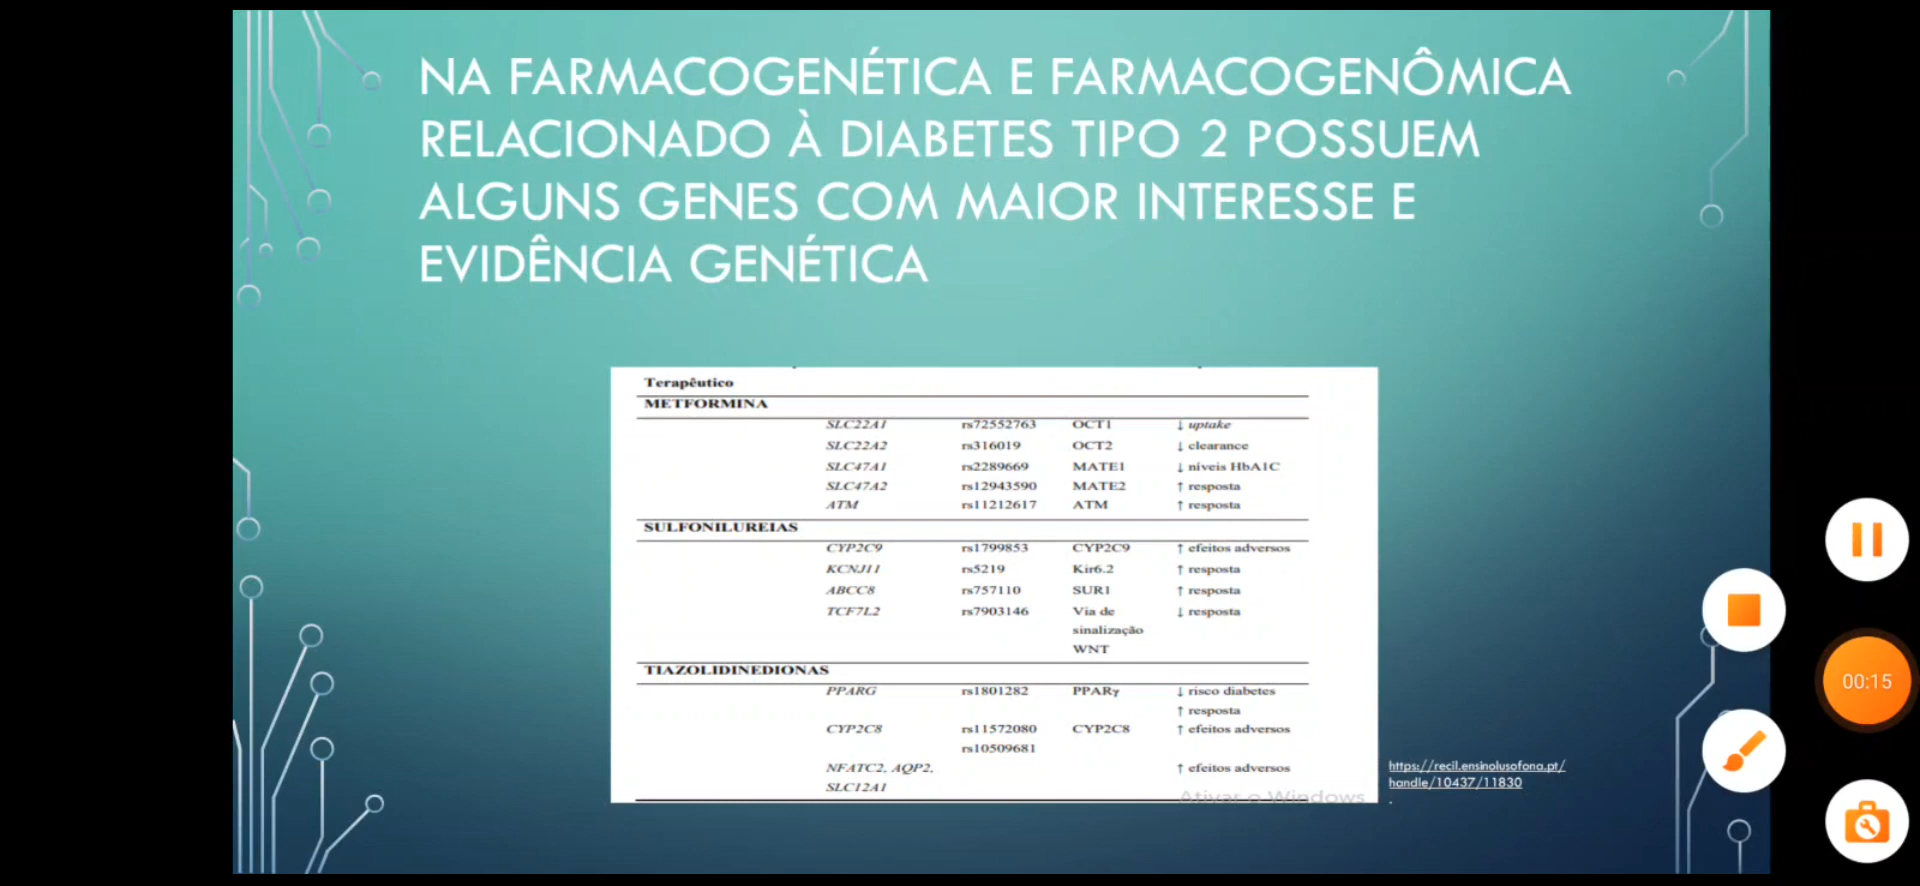 NA FARMACOGENÉTICA E FARMACOGENÔMICA
RELACIONADO À DIABETES TIPO 2 POSSUEM
ALGUNS GENES COM MAIOR INTERESSE E
EVIDÊNCIA GENÉTICA
Terapêutico
METFORMINA
SLC22A1 rs72552763 OCT1 ↓ uptake
SLC22A2 rs316019 OCT2 ↓ clearance
SLC47A1 rs2289669 MATE1 ↓ níveis HbA1C
SLC47A2 rs12943590 MATE2 ↑ resposta
ATM rs11212617 ATM ↑ resposta
SULFONILUREIAS
CYP2C9 rs1799853 CYP2C9 ↑ efeitos adversos
KCNJ11 rs5219 Kir6.2 ↑ resposta
ABCC8 rs757110 SUR1 ↑ resposta
TCF7L2 rs7903146 Via de ↓ resposta
sinalização
WNT
TIAZOLIDINEDIONAS
PPARG rs1801282 PPARγ ↓ risco diabetes
↑ resposta
CYP2C8 rs11572080 CYP2C8 ↑ efeitos adversos
rs10509681
NFATC2, AQP2, ↑ efeitos adversos
SLC12A1
Ativar o Windows
https://recil.ensinolusofona.pt/
handle/10437/11830
.
00:15